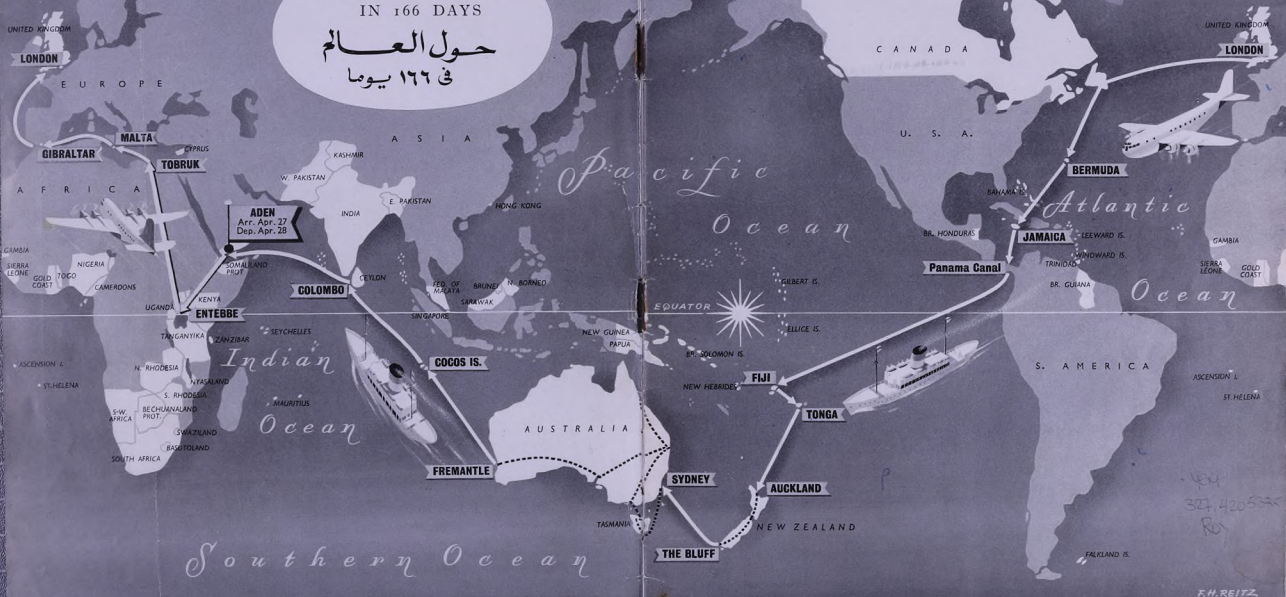 IN 166 DAYS
حول العالم
فى ١٦٦ يوما
UNITED KINGDOM
LONDON
EUROPE
GIBRALTAR
MALTA
CYPRUS
TOBRUK
AFRICA
ADEN
Arr. Apr. 27
Dep. Apr. 28
GAMBIA
SIERRA LEONE
GOLD COAST
TOGO
NIGERIA
CAMEROONS
SOMALILAND PROT.
UGANDA
KENYA
ENTEBBE
TANGANYIKA
ZANZIBAR
SEYCHELLES
ASCENSION I.
ST. HELENA
N. RHODESIA
NYASALAND
S. RHODESIA
S-W. AFRICA
BECHUANALAND PROT.
MAURITIUS
SWAZILAND
BASUTOLAND
SOUTH AFRICA
Indian
Ocean
ASIA
KASHMIR
W. PAKISTAN
INDIA
E. PAKISTAN
HONG KONG
CEYLON
COLOMBO
FED. OF MALAYA
BRUNEI
N. BORNEO
SARAWAK
SINGAPORE
COCOS IS.
NEW GUINEA
PAPUA
AUSTRALIA
FREMANTLE
SYDNEY
TASMANIA
THE BLUFF
Southern Ocean
Pacific
Ocean
EQUATOR
GILBERT IS.
ELLICE IS.
BR. SOLOMON IS.
NEW HEBRIDES
FIJI
TONGA
AUCKLAND
NEW ZEALAND
CANADA
U.S.A.
UNITED KINGDOM
LONDON
BERMUDA
BAHAMA IS.
Atlantic
Ocean
BR. HONDURAS
JAMAICA
LEEWARD IS.
WINDWARD IS.
TRINIDAD
Panama Canal
BR. GUIANA
GAMBIA
SIERRA LEONE
GOLD COAST
S. AMERICA
ASCENSION I.
ST HELENA
FALKLAND IS.
F.H. REITZ